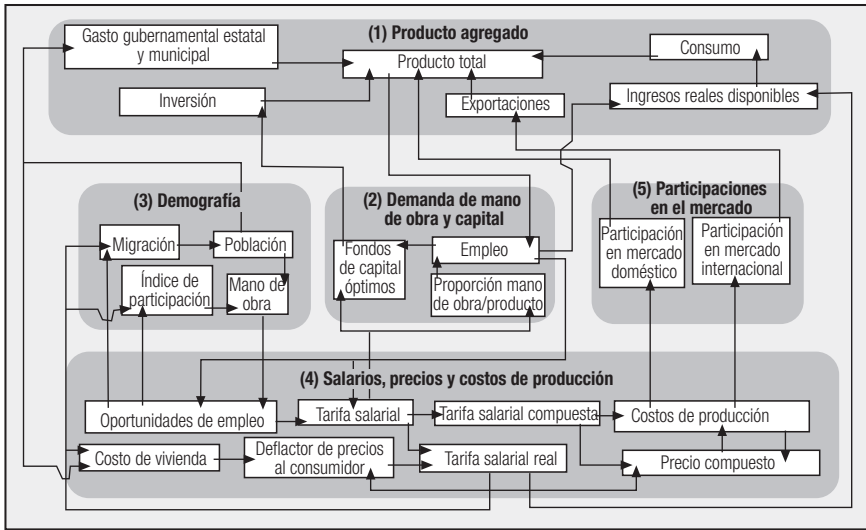 (1) Producto agregado
Gasto gubernamental estatal
y municipal
Producto total
Consumo
Inversión
Exportaciones
Ingresos reales disponibles
(3) Demografía
Migración
Población
Índice de
participación
Mano de
obra
(2) Demanda de mano
de obra y capital
Fondos
de capital
óptimos
Empleo
Proporción mano
de obra/producto
(5) Participaciones
en el mercado
Participación
en mercado
doméstico
Participación
en mercado
internacional
(4) Salarios, precios y costos de producción
Oportunidades de empleo
Tarifa salarial
Tarifa salarial compuesta
Costos de producción
Costo de vivienda
Deflactor de precios
al consumidor
Tarifa salarial real
Precio compuesto